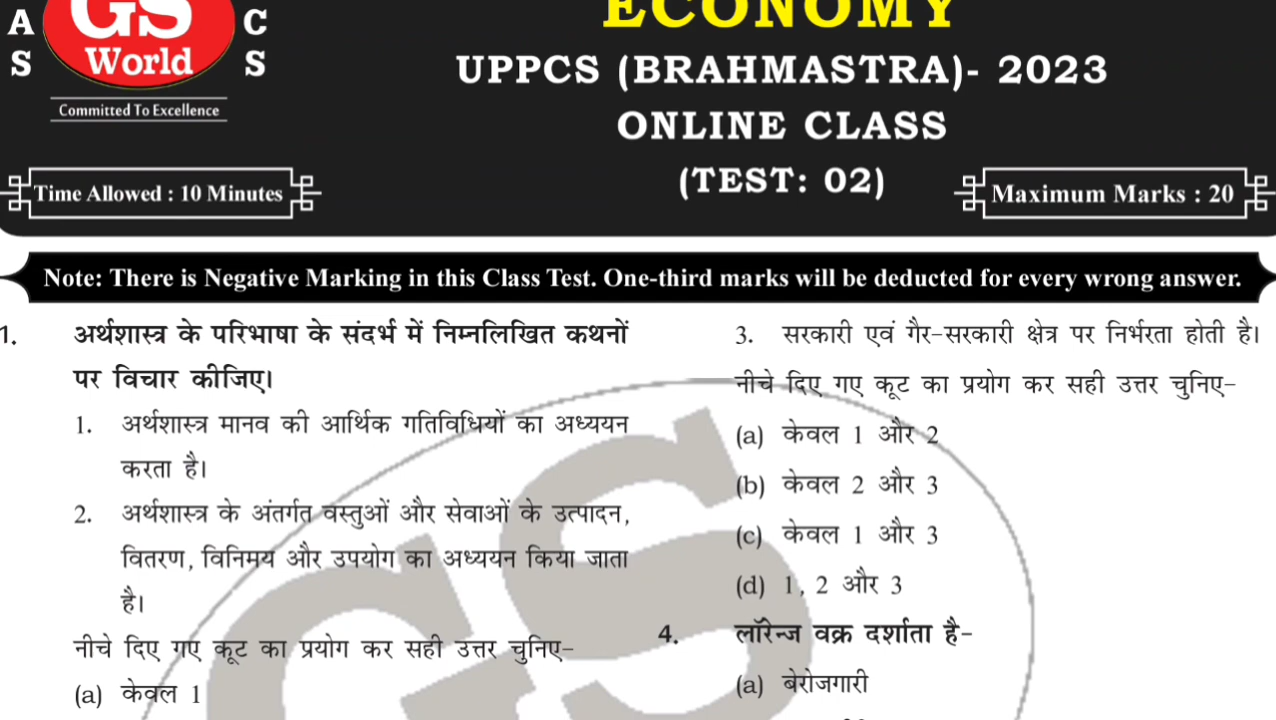 A
S
GS
World
C
S
Committed To Excellence
ECONOMY
UPPCS (BRAHMASTRA)- 2023
ONLINE CLASS
(TEST: 02)
Time Allowed : 10 Minutes
Maximum Marks : 20
Note: There is Negative Marking in this Class Test. One-third marks will be deducted for every wrong answer.
1. अर्थशास्त्र के परिभाषा के संदर्भ में निम्नलिखित कथनों
पर विचार कीजिए।
1. अर्थशास्त्र मानव की आर्थिक गतिविधियों का अध्ययन
करता है।
2. अर्थशास्त्र के अंतर्गत वस्तुओं और सेवाओं के उत्पादन,
वितरण, विनिमय और उपयोग का अध्ययन किया जाता
है।
नीचे दिए गए कूट का प्रयोग कर सही उत्तर चुनिए-
(a) केवल 1
3. सरकारी एवं गैर-सरकारी क्षेत्र पर निर्भरता होती है।
नीचे दिए गए कूट का प्रयोग कर सही उत्तर चुनिए-
(a) केवल 1 और 2
(b) केवल 2 और 3
(c) केवल 1 और 3
(d) 1, 2 और 3
4. लॉरेन्ज वक्र दर्शाता है-
(a) बेरोजगारी
GS